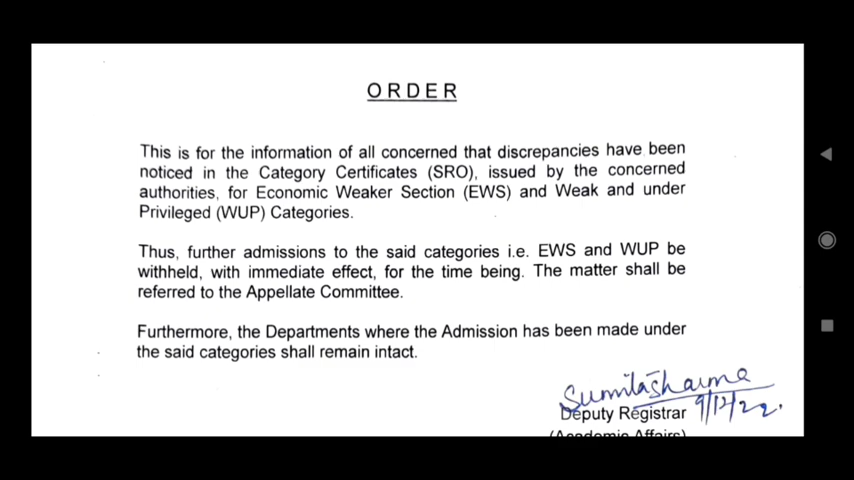 ORDER
This is for the information of all concerned that discrepancies have been
noticed in the Category Certificates (SRO), issued by the concerned
authorities, for Economic Weaker Section (EWS) and Weak and under
Privileged (WUP) Categories.
Thus, further admissions to the said categories i.e. EWS and WUP be
withheld, with immediate effect, for the time being. The matter shall be
referred to the Appellate Committee.
Furthermore, the Departments where the Admission has been made under
the said categories shall remain intact.
Sumita Sharma
Deputy Registrar 9/12/22.
(Academic Affairs)